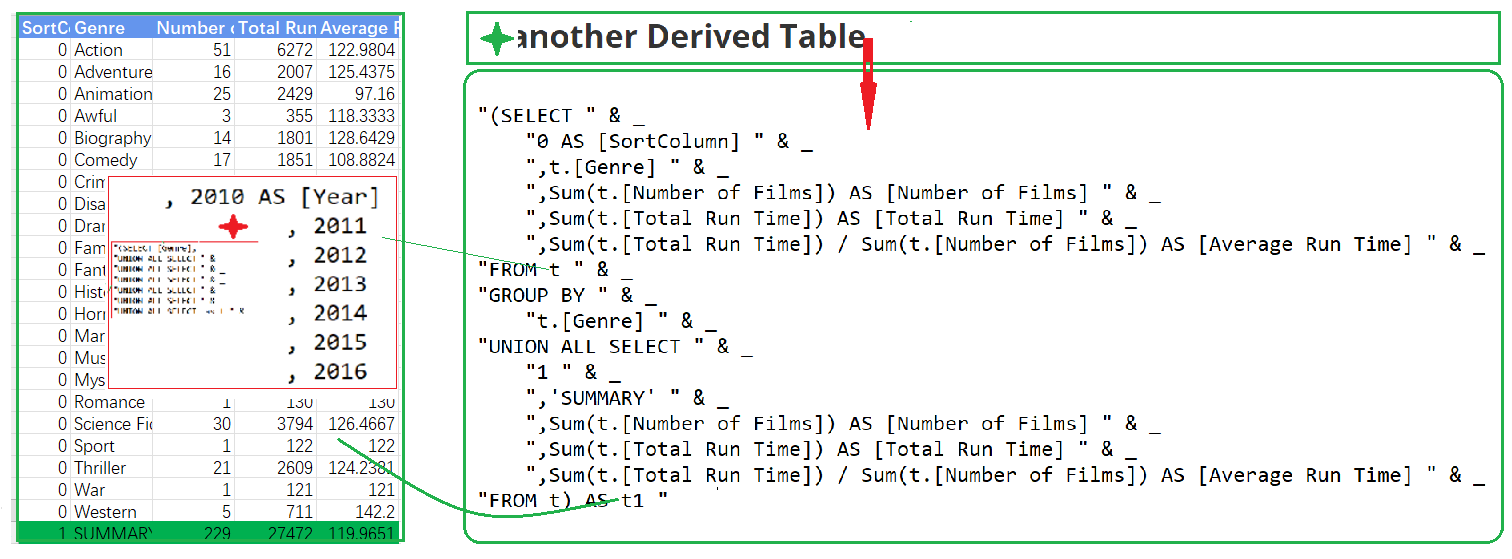 SortC Genre Number o Total Run Average R
0 Action 51 6272 122.9804
0 Adventure 16 2007 125.4375
0 Animation 25 2429 97.16
0 Awful 3 355 118.3333
0 Biography 14 1801 128.6429
0 Comedy 17 1851 108.8824
0 Crim
0 Disa
0 Dran
0 Fam
0 Fant
0 Histo
0 Horr
0 Mar
0 Mus
0 Mys
0 Romance 1 130 130
0 Science Fic 30 3794 126.4667
0 Sport 1 122 122
0 Thriller 21 2609 124.2381
0 War 1 121 121
0 Western 5 711 142.2
1 SUMMARY 229 27472 119.9651
, 2010 AS [Year]
, 2011
, 2012
, 2013
, 2014
, 2015
, 2016
"(SELECT [Genre],
"UNION ALL SELECT " & _
"UNION ALL SELECT " & _
"UNION ALL SELECT " & _
"UNION ALL SELECT " &
"UNION ALL SELECT " &
"UNION ALL SELECT
another Derived Table
"(SELECT " & _
"0 AS [SortColumn] " & _
",t.[Genre] " & _
",Sum(t.[Number of Films]) AS [Number of Films] " & _
",Sum(t.[Total Run Time]) AS [Total Run Time] " & _
",Sum(t.[Total Run Time]) / Sum(t.[Number of Films]) AS [Average Run Time] " & _
"FROM t " & _
"GROUP BY " & _
"t.[Genre] " & _
"UNION ALL SELECT " & _
"1 " & _
",'SUMMARY' " & _
",Sum(t.[Number of Films]) AS [Number of Films] " & _
",Sum(t.[Total Run Time]) AS [Total Run Time] " & _
",Sum(t.[Total Run Time]) / Sum(t.[Number of Films]) AS [Average Run Time] " & _
"FROM t) AS t1 "